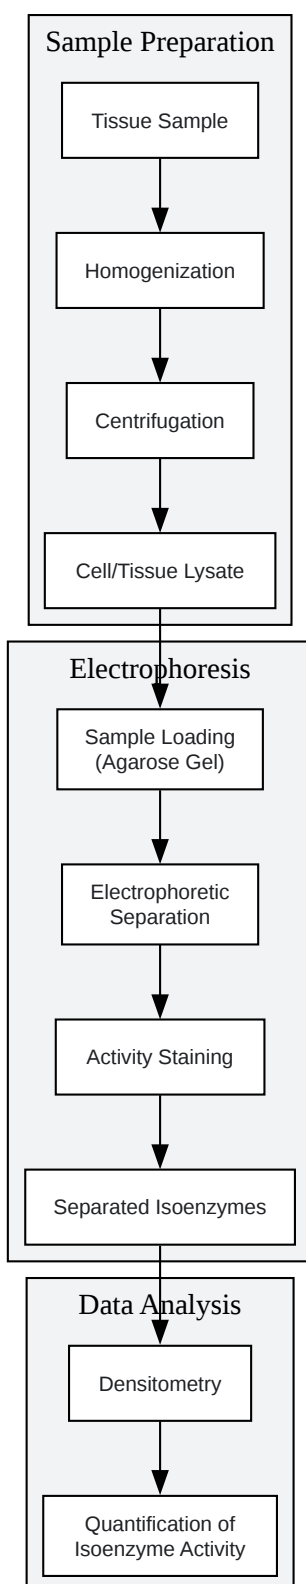 Sample Preparation
Tissue Sample
Homogenization
Centrifugation
Cell/Tissue Lysate
Electrophoresis
Sample Loading
(Agarose Gel)
Electrophoretic
Separation
Activity Staining
Separated Isoenzymes
Data Analysis
Densitometry
Quantification of
Isoenzyme Activity